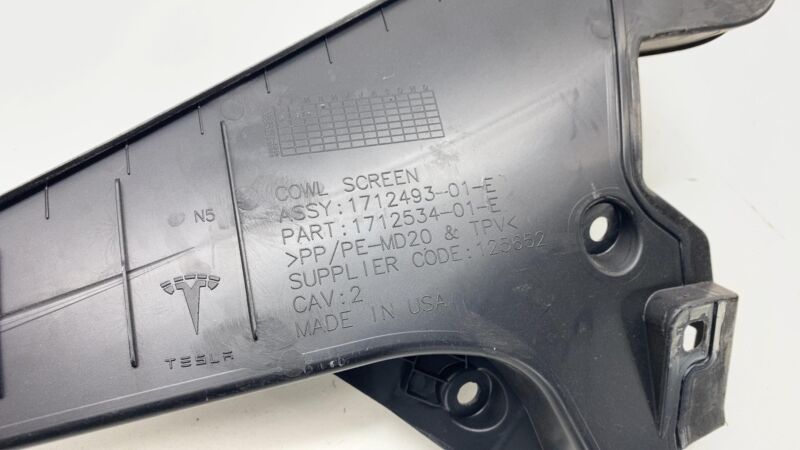 COWL SCREEN
ASSY:1712493-01-E
PART:1712534-01-E
>PP/PE-MD20 & TPV<
SUPPLIER CODE:125652
CAV:2
MADE IN USA
N5
TESLA